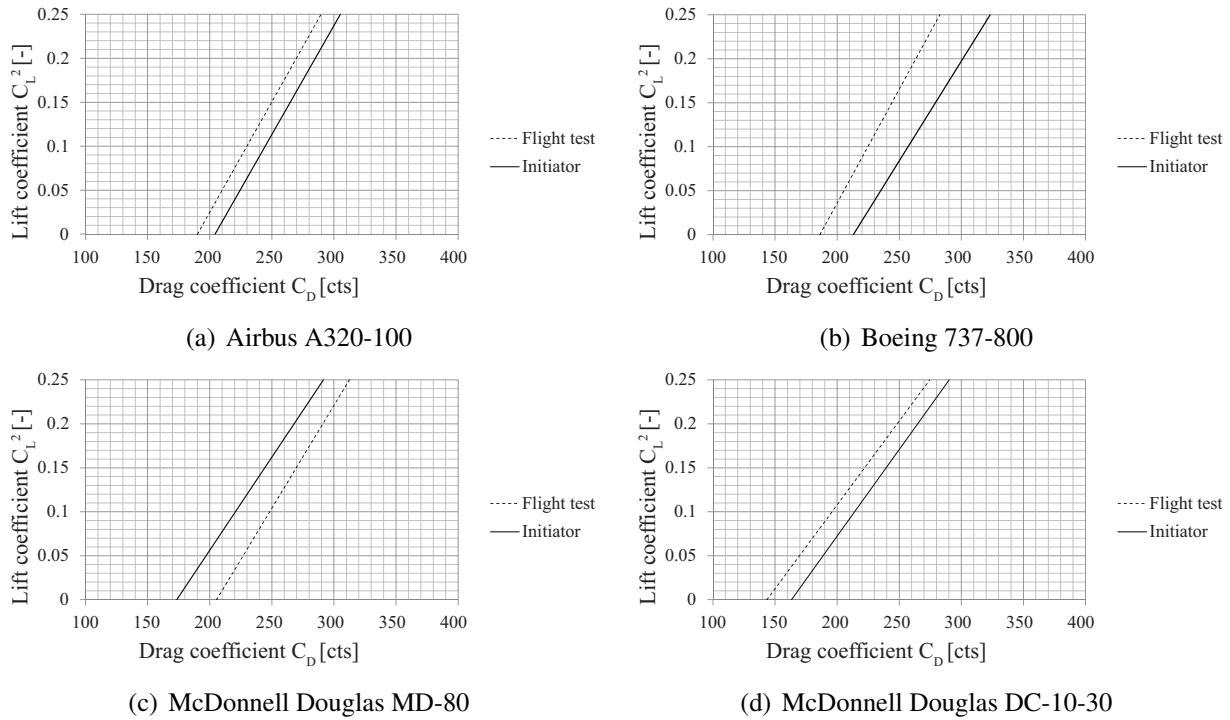 0.25
0.2
0.15
0.1
0.05
0
100 150 200 250 300 350 400
Lift coefficient C_L^2 [-]
Drag coefficient C_D [cts]
Flight test
Initiator
(a) Airbus A320-100
0.25
0.2
0.15
0.1
0.05
0
100 150 200 250 300 350 400
Lift coefficient C_L^2 [-]
Drag coefficient C_D [cts]
Flight test
Initiator
(b) Boeing 737-800
0.25
0.2
0.15
0.1
0.05
0
100 150 200 250 300 350 400
Lift coefficient C_L^2 [-]
Drag coefficient C_D [cts]
Flight test
Initiator
(c) McDonnell Douglas MD-80
0.25
0.2
0.15
0.1
0.05
0
100 150 200 250 300 350 400
Lift coefficient C_L^2 [-]
Drag coefficient C_D [cts]
Flight test
Initiator
(d) McDonnell Douglas DC-10-30